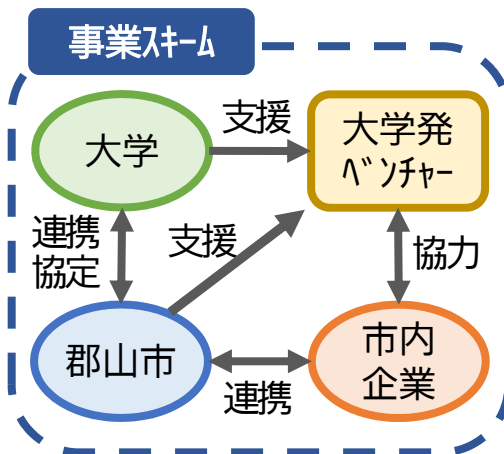 事業ｽｷｰﾑ
大学
支援
大学発
ﾍﾞﾝﾁｬｰ
連携
協定
支援
協力
郡山市
連携
市内
企業